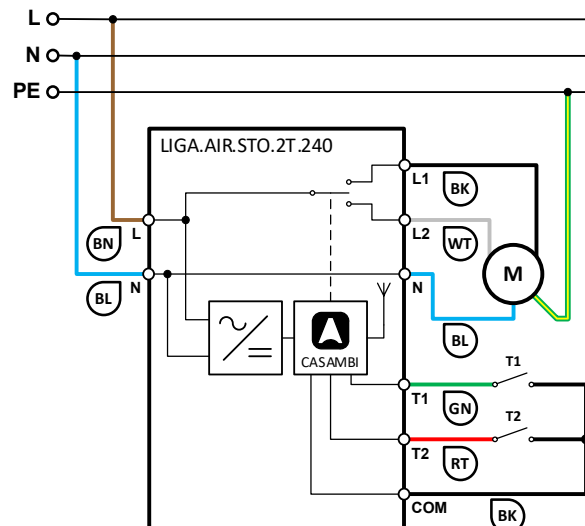 L
N
PE
LIGA.AIR.STO.2T.240
L1
BK
L
BN
L2
WT
M
N
BL
N
BL
CASAMBI
T1
GN
T1
T2
RT
T2
COM
BK